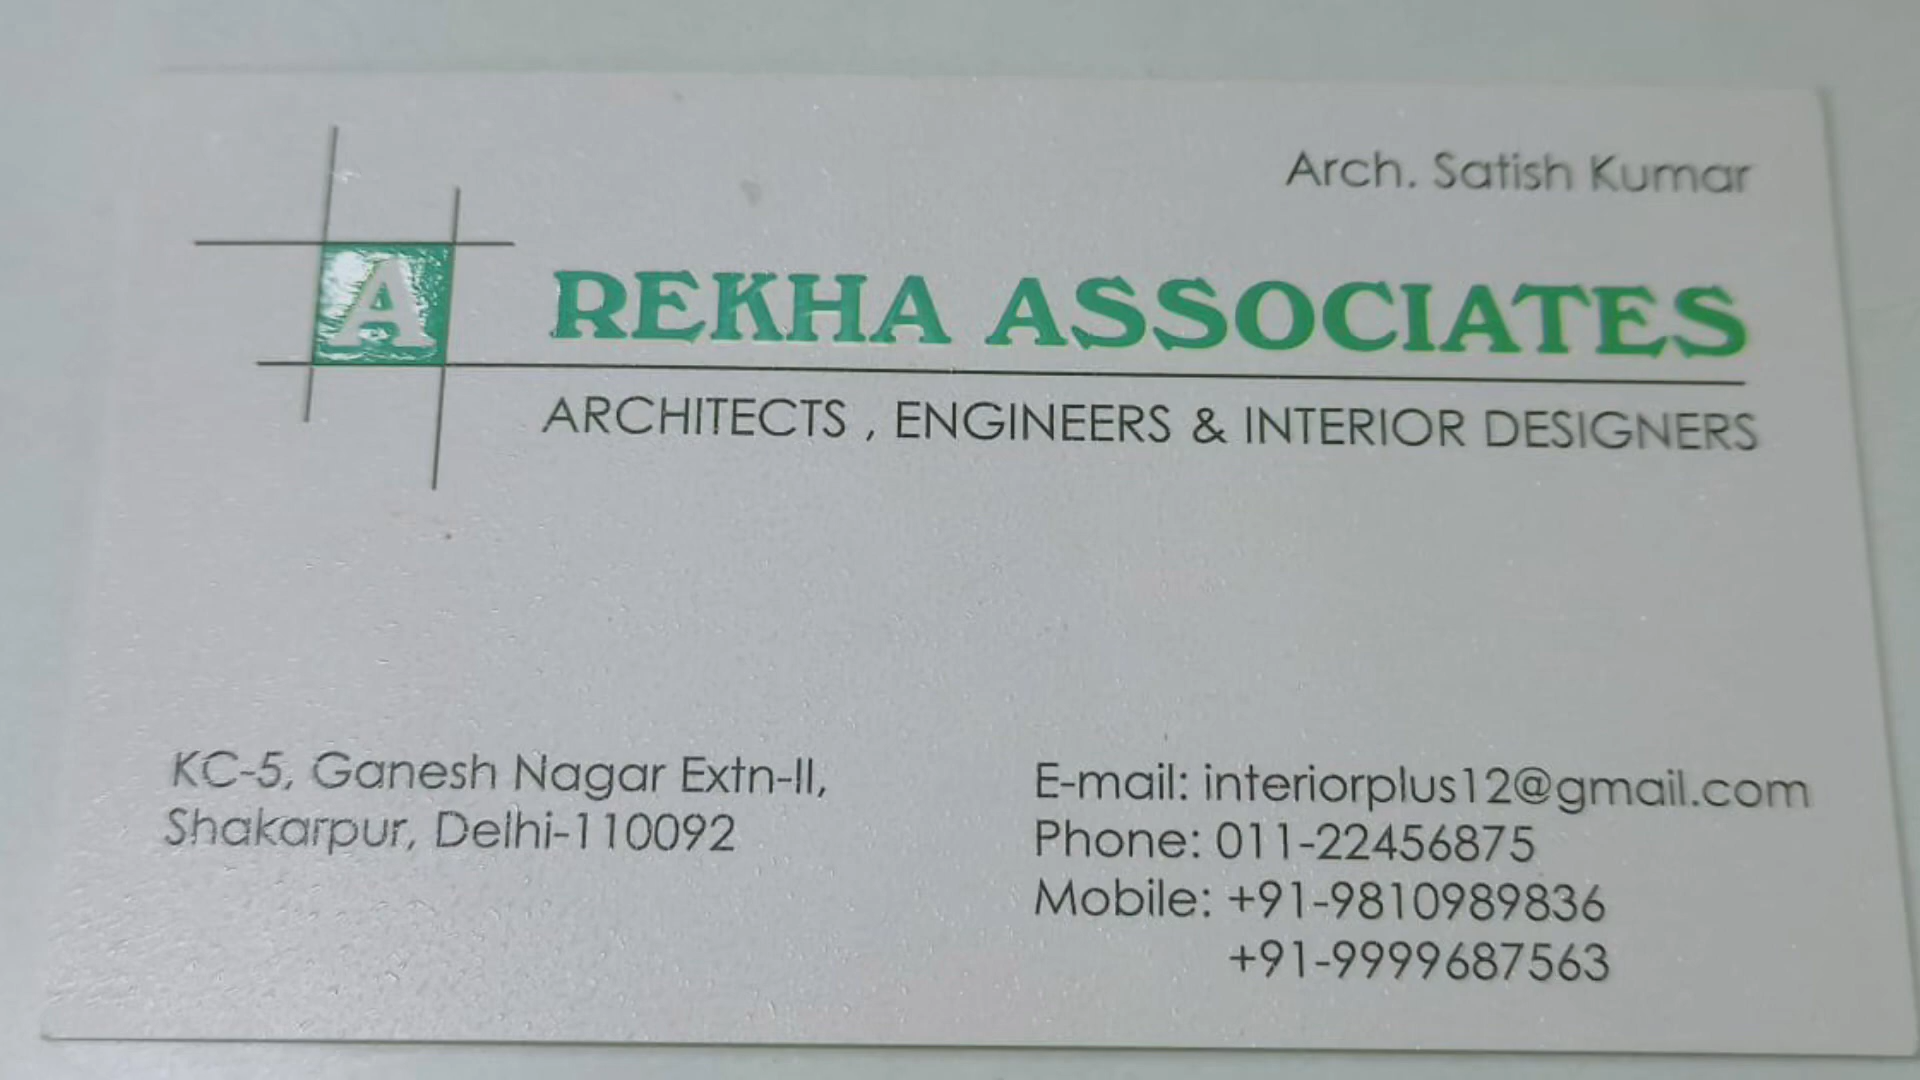 Arch. Satish Kumar
A
REKHA ASSOCIATES
ARCHITECTS , ENGINEERS & INTERIOR DESIGNERS
KC-5, Ganesh Nagar Extn-II,
Shakarpur, Delhi-110092
E-mail: interiorplus12@gmail.com
Phone: 011-22456875
Mobile: +91-9810989836
+91-9999687563